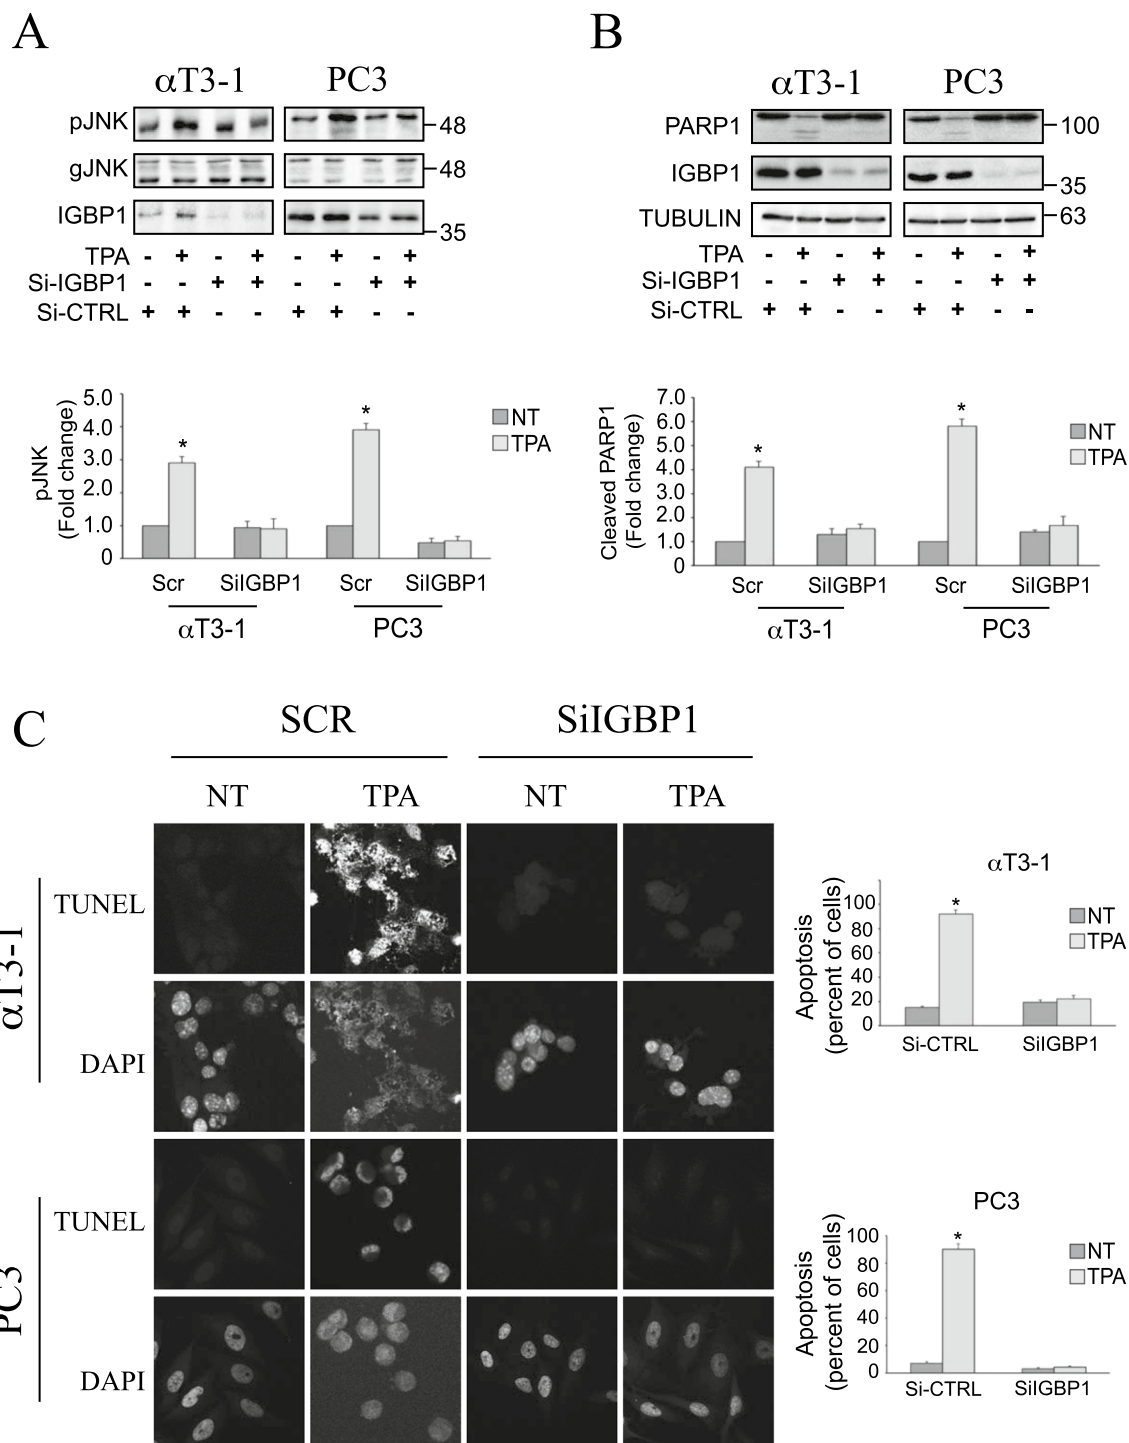 A
αT3-1 PC3
pJNK 48
gJNK 48
IGBP1 35
TPA - + - + - + - +
Si-IGBP1 - - + + - - + +
Si-CTRL + + - - + + - -
B
αT3-1 PC3
PARP1 100
IGBP1 35
TUBULIN 63
TPA - + - + - + - +
Si-IGBP1 - - + + - - + +
Si-CTRL + + - - + + - -
pJNK
(Fold change)
5.0
4.0
3.0
2.0
1.0
0
* *
NT
TPA
Scr SiIGBP1 Scr SiIGBP1
αT3-1 PC3
Cleaved PARP1
(Fold change)
7.0
6.0
5.0
4.0
3.0
2.0
1.0
0
* *
NT
TPA
Scr SiIGBP1 Scr SiIGBP1
αT3-1 PC3
C
SCR SiIGBP1
NT TPA NT TPA
αT3-1
TUNEL
DAPI
PC3
TUNEL
DAPI
αT3-1
Apoptosis
(percent of cells)
100
80
60
40
20
0
*
NT
TPA
Si-CTRL SiIGBP1
PC3
Apoptosis
(percent of cells)
100
80
60
40
20
0
*
NT
TPA
Si-CTRL SiIGBP1